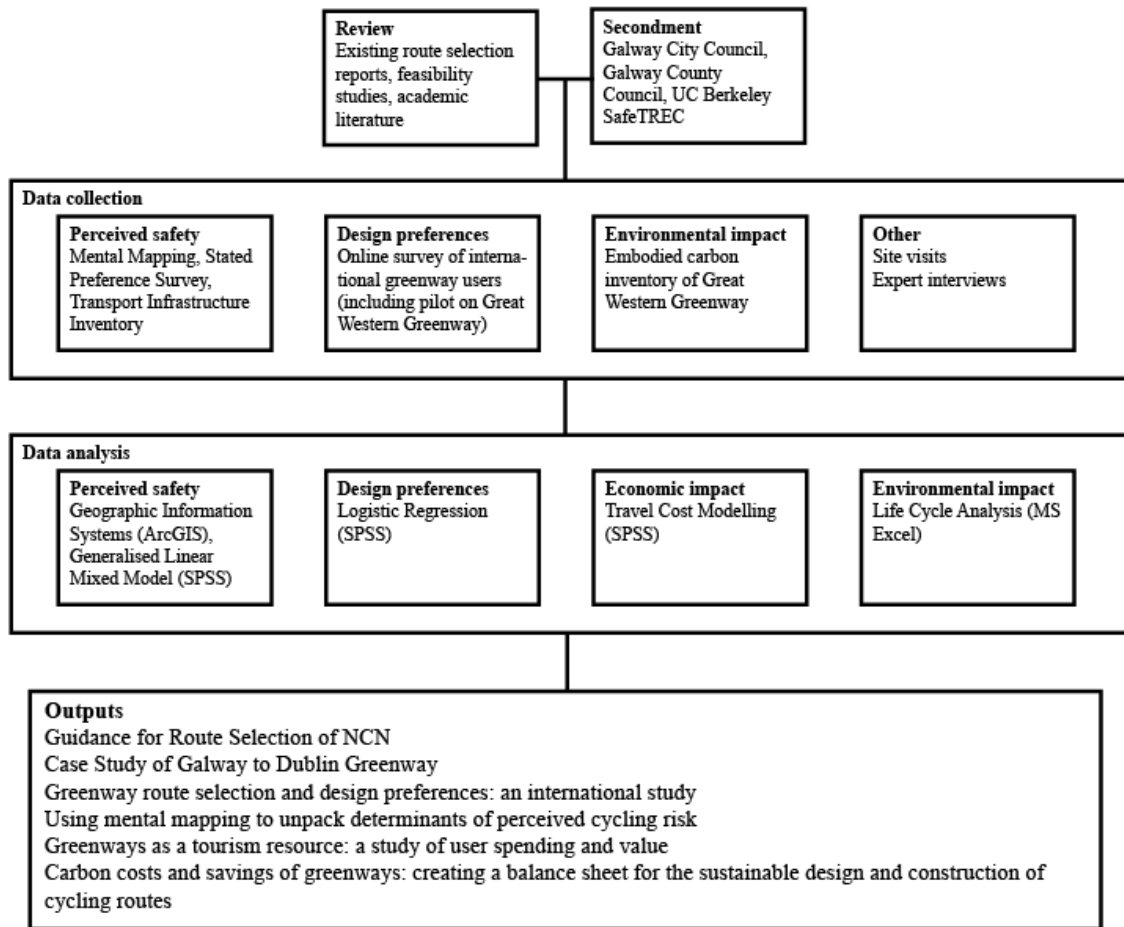 Review
Existing route selection
reports, feasibility
studies, academic
literature
Secondment
Galway City Council,
Galway County
Council, UC Berkeley
SafeTREC
Data collection
Perceived safety
Mental Mapping, Stated
Preference Survey,
Transport Infrastructure
Inventory
Design preferences
Online survey of interna-
tional greenway users
(including pilot on Great
Western Greenway)
Environmental impact
Embodied carbon
inventory of Great
Western Greenway
Other
Site visits
Expert interviews
Data analysis
Perceived safety
Geographic Information
Systems (ArcGIS),
Generalised Linear
Mixed Model (SPSS)
Design preferences
Logistic Regression
(SPSS)
Economic impact
Travel Cost Modelling
(SPSS)
Environmental impact
Life Cycle Analysis (MS
Excel)
Outputs
Guidance for Route Selection of NCN
Case Study of Galway to Dublin Greenway
Greenway route selection and design preferences: an international study
Using mental mapping to unpack determinants of perceived cycling risk
Greenways as a tourism resource: a study of user spending and value
Carbon costs and savings of greenways: creating a balance sheet for the sustainable design and construction of
cycling routes